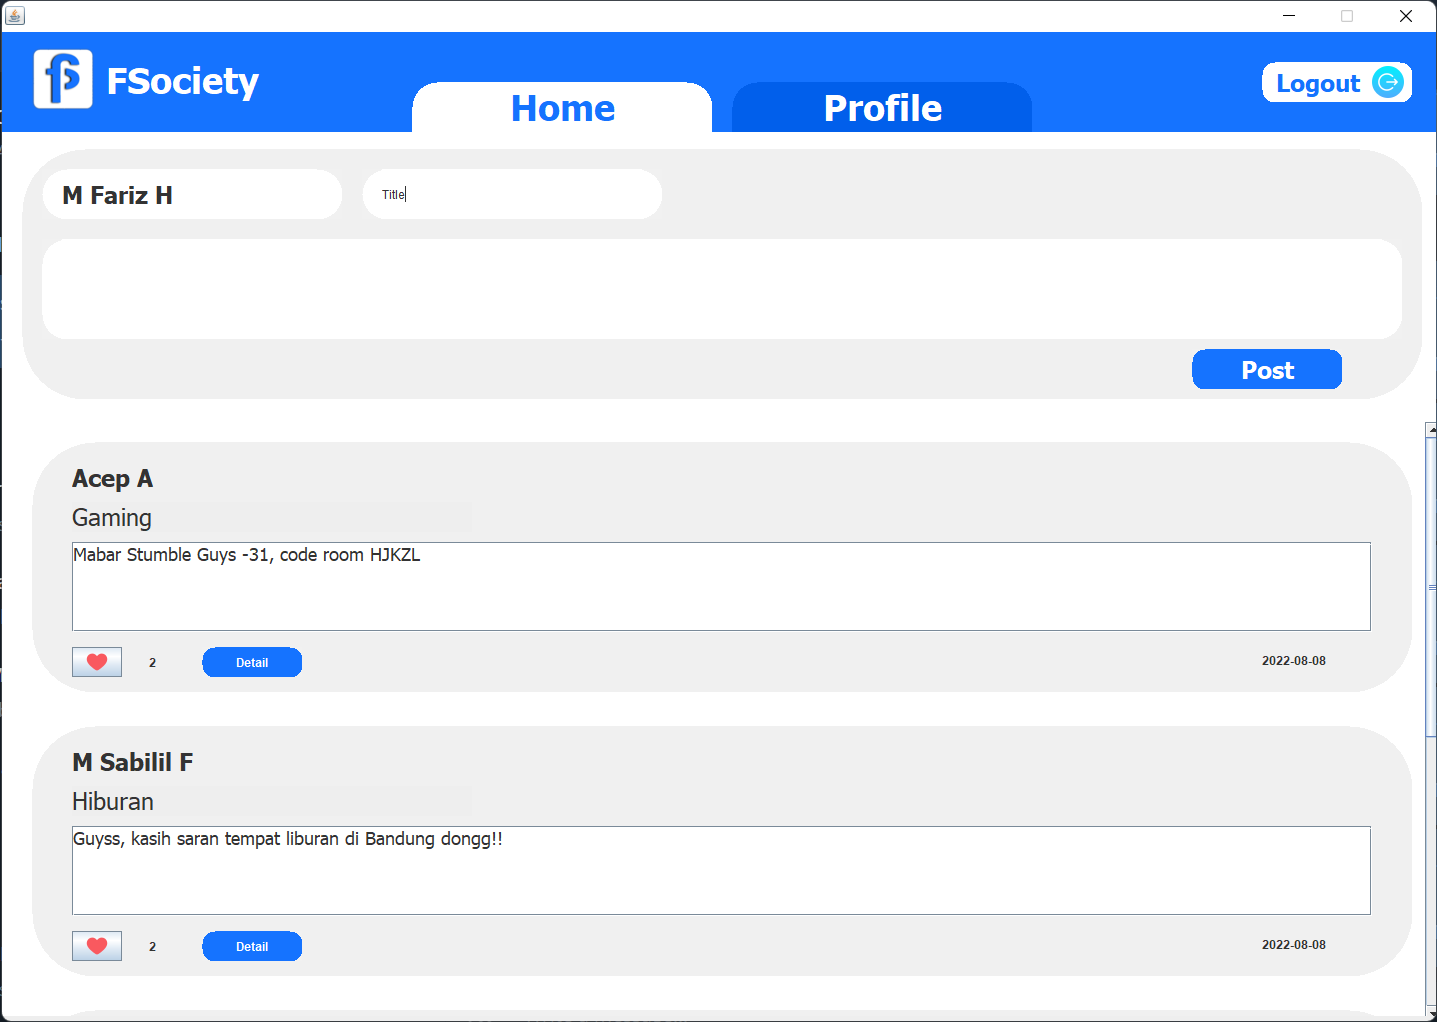 FSociety
Home
Profile
Logout
M Fariz H
Title
Post
Acep A
Gaming
Mabar Stumble Guys -31, code room HJKZL
2
Detail
2022-08-08
M Sabilil F
Hiburan
Guyss, kasih saran tempat liburan di Bandung dongg!!
2
Detail
2022-08-08